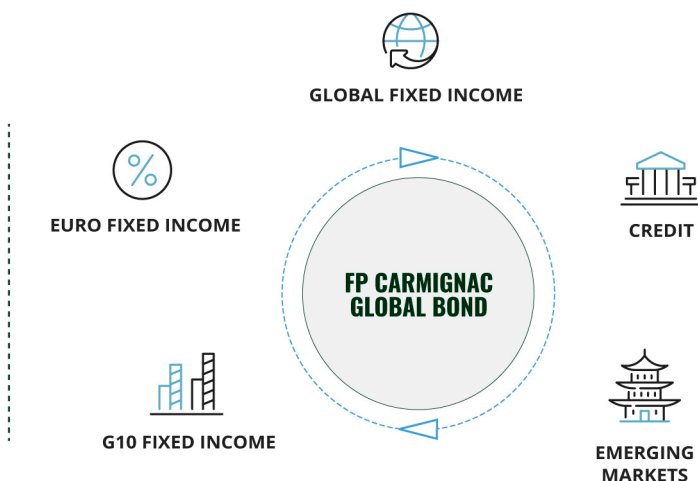 GLOBAL FIXED INCOME
EURO FIXED INCOME
CREDIT
FP CARMIGNAC
GLOBAL BOND
G10 FIXED INCOME
EMERGING
MARKETS